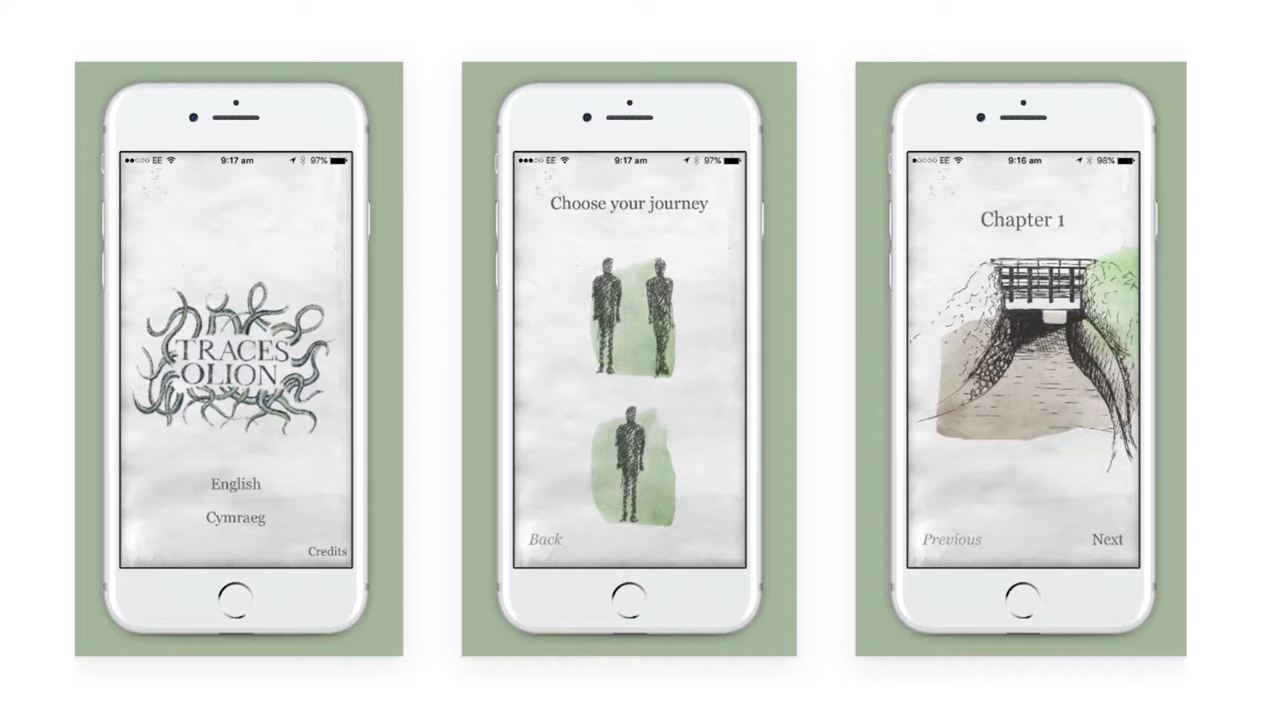 EE 9:17 am 97%
TRACES
OLION
English
Cymraeg
Credits
EE 9:17 am 97%
Choose your journey
Back
EE 9:16 am 98%
Chapter 1
Previous Next